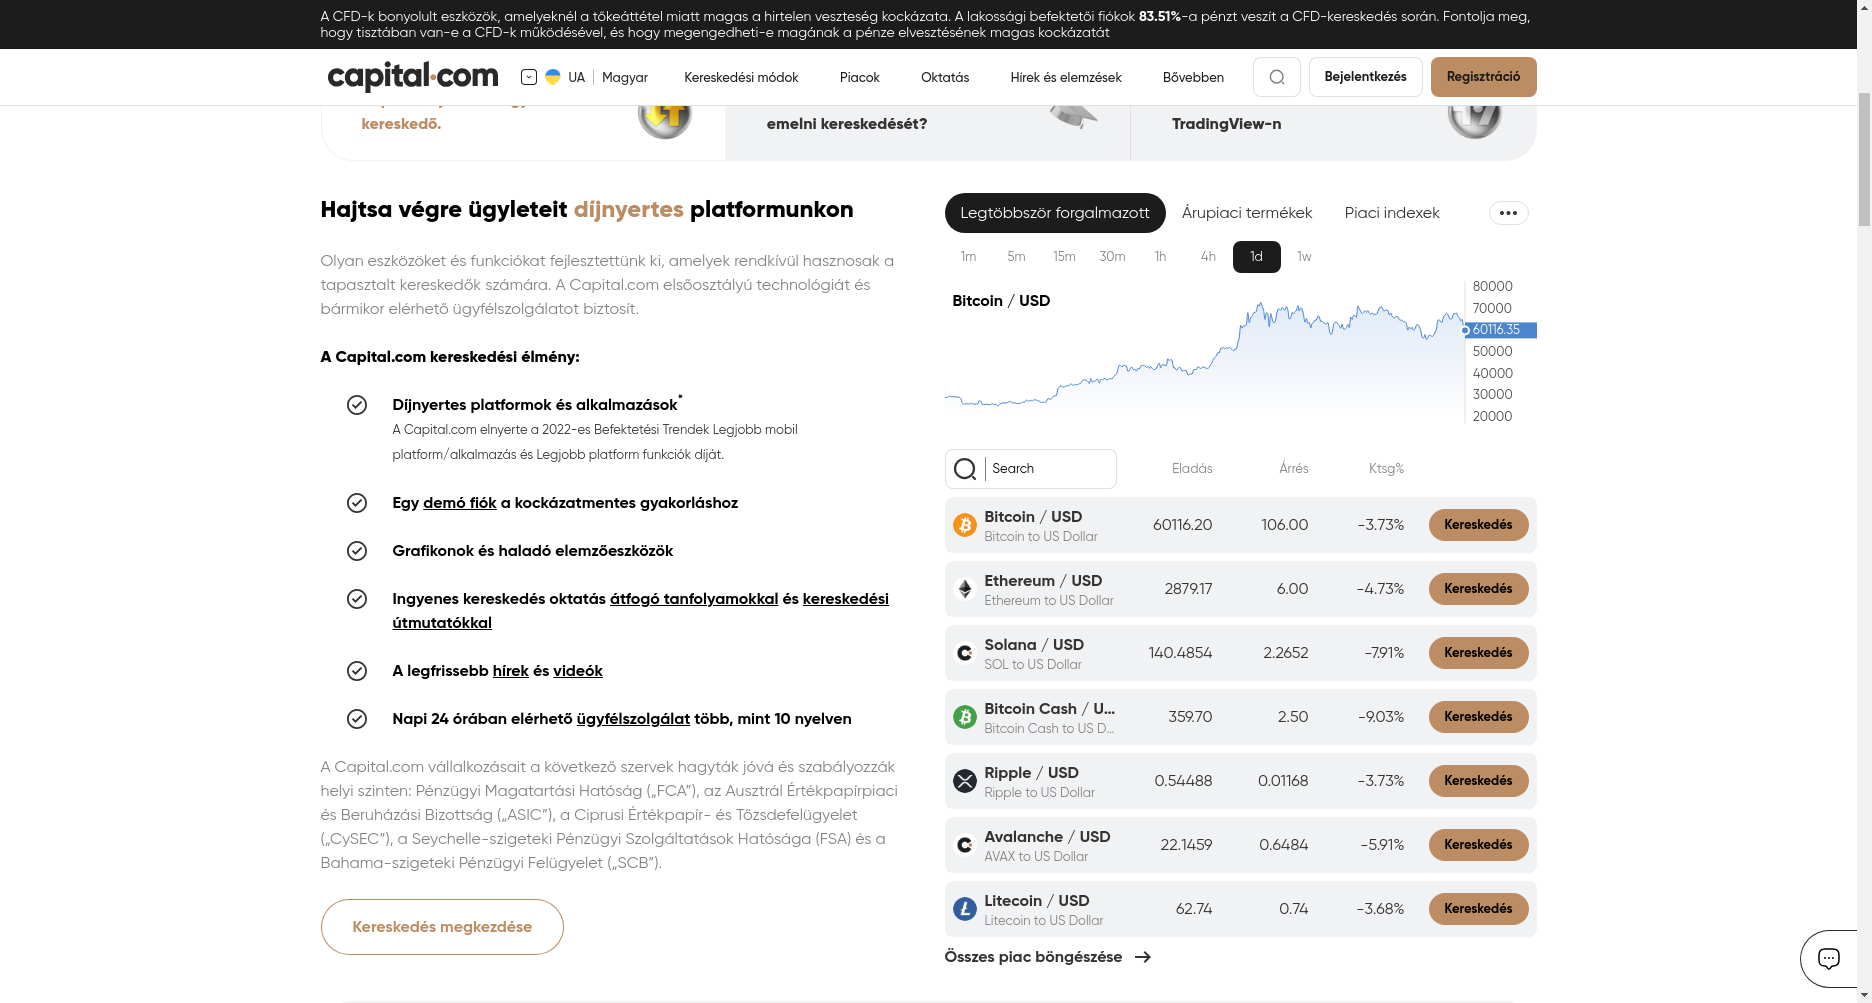 A CFD-k bonyolult eszközök, amelyeknél a tőkeáttétel miatt magas a hirtelen veszteség kockázata. A lakossági befektetői fiókok 83.51%-a pénzt veszít a CFD-kereskedés során. Fontolja meg,
hogy tisztában van-e a CFD-k működésével, és hogy megengedheti-e magának a pénze elvesztésének magas kockázatát
capital.com
UA
Magyar
Kereskedési módok
Piacok
Oktatás
Hírek és elemzések
Bővebben
Bejelentkezés
Regisztráció
kereskedő.
emelni kereskedését?
TradingView-n
Hajtsa végre ügyleteit díjnyertes platformunkon
Olyan eszközöket és funkciókat fejlesztettünk ki, amelyek rendkívül hasznosak a
tapasztalt kereskedők számára. A Capital.com elsőosztályú technológiát és
bármikor elérhető ügyfélszolgálatot biztosít.
A Capital.com kereskedési élmény:
Díjnyertes platformok és alkalmazások*
A Capital.com elnyerte a 2022-es Befektetési Trendek Legjobb mobil
platform/alkalmazás és Legjobb platform funkciók díját.
Egy demó fiók a kockázatmentes gyakorláshoz
Grafikonok és haladó elemzőeszközök
Ingyenes kereskedés oktatás átfogó tanfolyamokkal és kereskedési
útmutatókkal
A legfrissebb hírek és videók
Napi 24 órában elérhető ügyfélszolgálat több, mint 10 nyelven
A Capital.com vállalkozásait a következő szervek hagyták jóvá és szabályozzák
helyi szinten: Pénzügyi Magatartási Hatóság („FCA”), az Ausztrál Értékpapírpiaci
és Beruházási Bizottság („ASIC”), a Ciprusi Értékpapír- és Tőzsdefelügyelet
(„CySEC”), a Seychelle-szigeteki Pénzügyi Szolgáltatások Hatósága (FSA) és a
Bahama-szigeteki Pénzügyi Felügyelet („SCB”).
Kereskedés megkezdése
Legtöbbször forgalmazott
Árupiaci termékek
Piaci indexek
1m 5m 15m 30m 1h 4h 1d 1w
Bitcoin / USD
80000
70000
60116.35
50000
40000
30000
20000
Search
Eladás Árrés Ktsg%
Bitcoin / USD
Bitcoin to US Dollar
60116.20 106.00 -3.73% Kereskedés
Ethereum / USD
Ethereum to US Dollar
2879.17 6.00 -4.73% Kereskedés
Solana / USD
SOL to US Dollar
140.4854 2.2652 -7.91% Kereskedés
Bitcoin Cash / U...
Bitcoin Cash to US D...
359.70 2.50 -9.03% Kereskedés
Ripple / USD
Ripple to US Dollar
0.54488 0.01168 -3.73% Kereskedés
Avalanche / USD
AVAX to US Dollar
22.1459 0.6484 -5.91% Kereskedés
Litecoin / USD
Litecoin to US Dollar
62.74 0.74 -3.68% Kereskedés
Összes piac böngészése